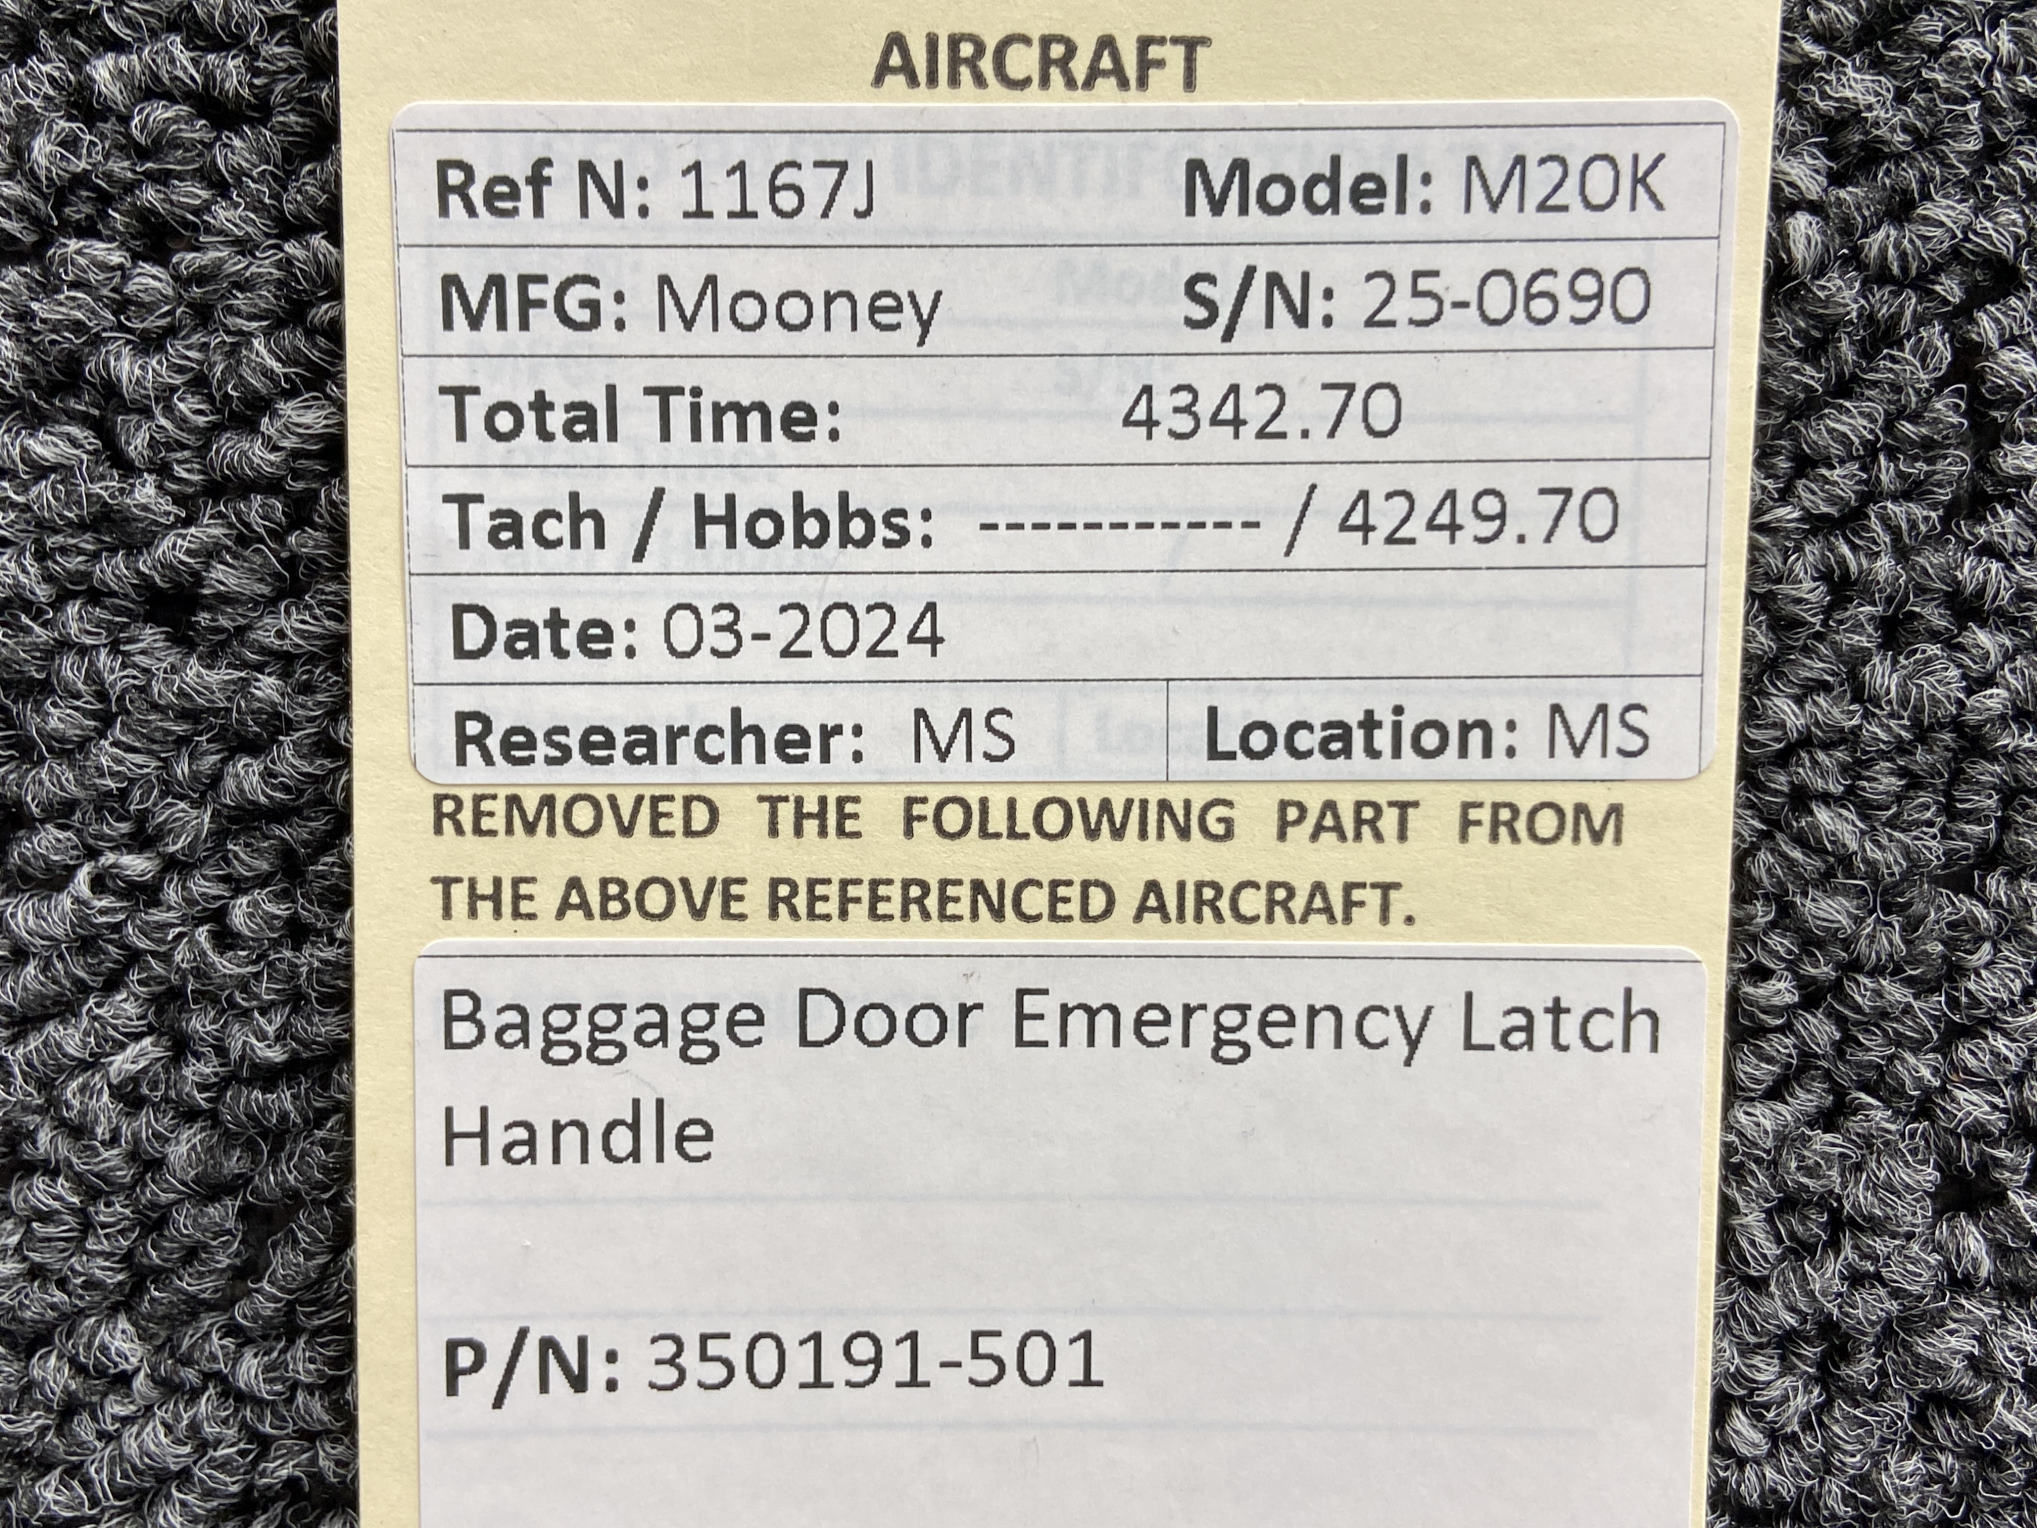 AIRCRAFT
Ref N: 1167J Model: M20K
MFG: Mooney S/N: 25-0690
Total Time: 4342.70
Tach / Hobbs: ----------- / 4249.70
Date: 03-2024
Researcher: MS Location: MS
REMOVED THE FOLLOWING PART FROM
THE ABOVE REFERENCED AIRCRAFT.
Baggage Door Emergency Latch
Handle
P/N: 350191-501